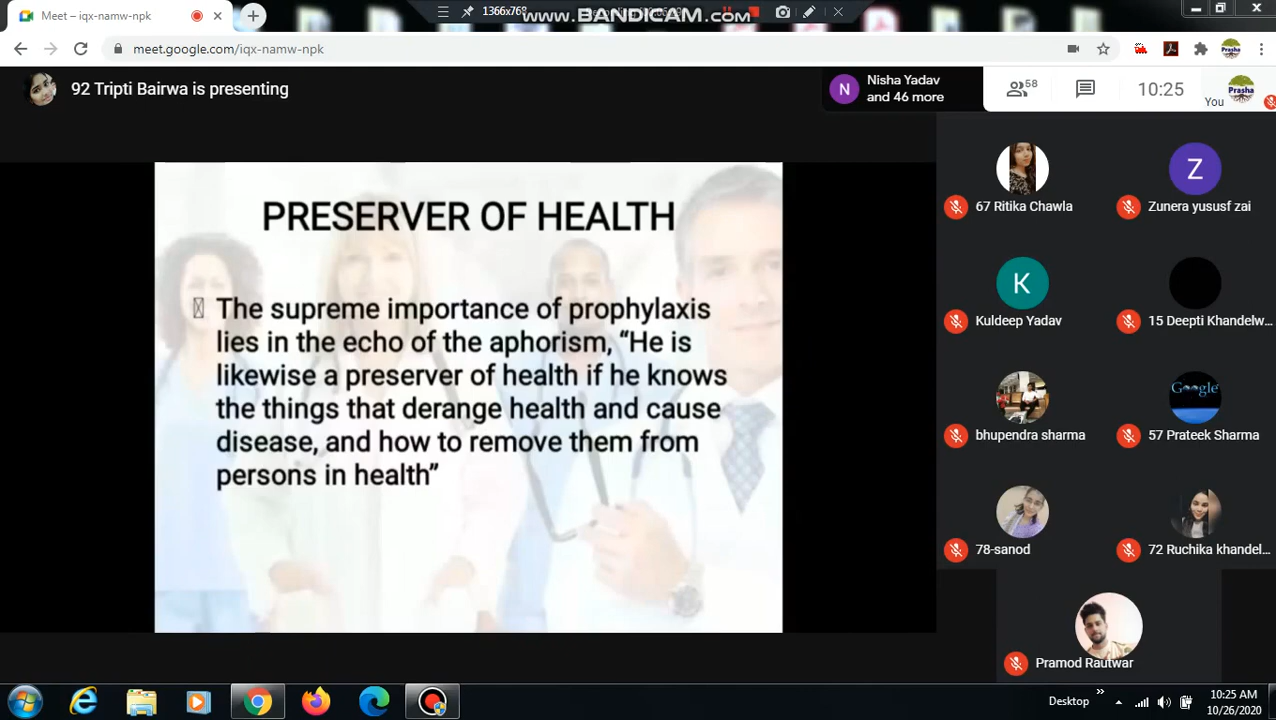 Meet – iqx-namw-npk
1366x768
www.BANDICAM.com
meet.google.com/iqx-namw-npk
92 Tripti Bairwa is presenting
N
Nisha Yadav
and 46 more
58
10:25
You
Prasha
PRESERVER OF HEALTH
The supreme importance of prophylaxis
lies in the echo of the aphorism, “He is
likewise a preserver of health if he knows
the things that derange health and cause
disease, and how to remove them from
persons in health”
67 Ritika Chawla
Z
Zunera yususf zai
K
Kuldeep Yadav
15 Deepti Khandelw...
bhupendra sharma
Google
57 Prateek Sharma
78-sanod
72 Ruchika khandel...
Pramod Rautwar
Desktop
10:25 AM
10/26/2020